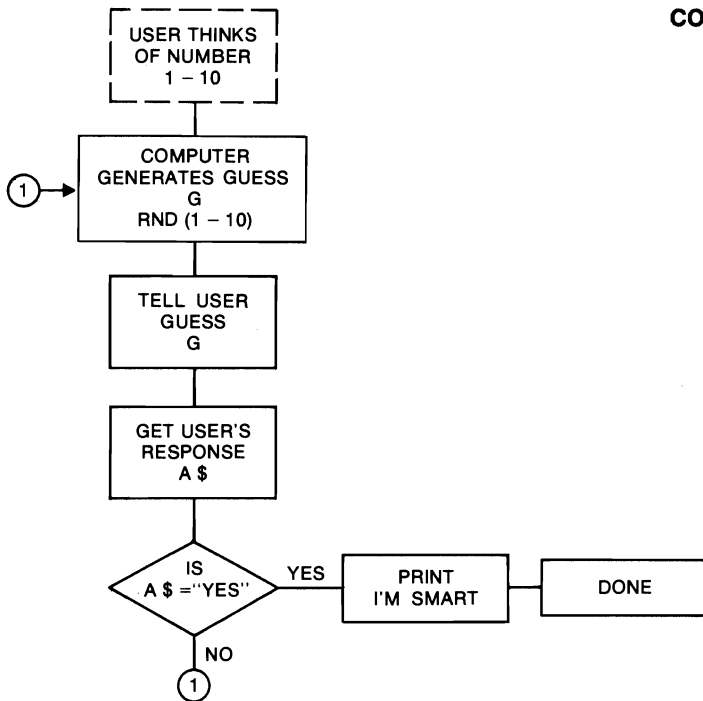 CO
USER THINKS
OF NUMBER
1 – 10
COMPUTER
GENERATES GUESS
G
RND (1 – 10)
1
TELL USER
GUESS
G
GET USER'S
RESPONSE
A $
IS
A $ ="YES"
YES
PRINT
I'M SMART
DONE
NO
1